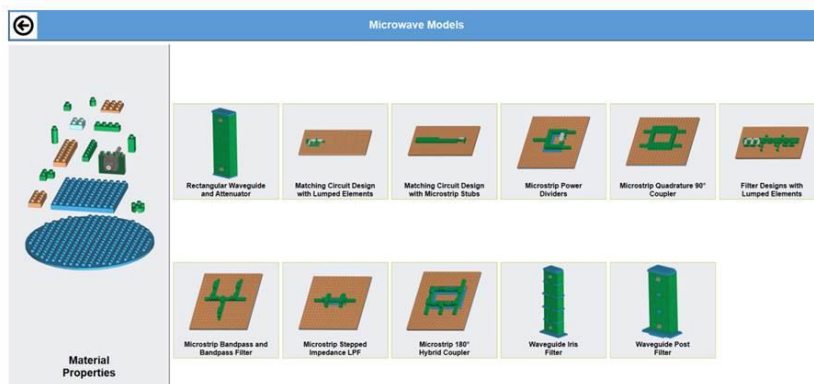 Microwave Models
Rectangular Waveguide
and Attenuator
Matching Circuit Design
with Lumped Elements
Matching Circuit Design
with Microstrip Stubs
Microstrip Power
Dividers
Microstrip Quadrature 90°
Coupler
Filter Designs with
Lumped Elements
Microstrip Bandpass and
Bandpass Filter
Microstrip Stepped
Impedance LPF
Microstrip 180°
Hybrid Coupler
Waveguide Iris
Filter
Waveguide Post
Filter
Material
Properties